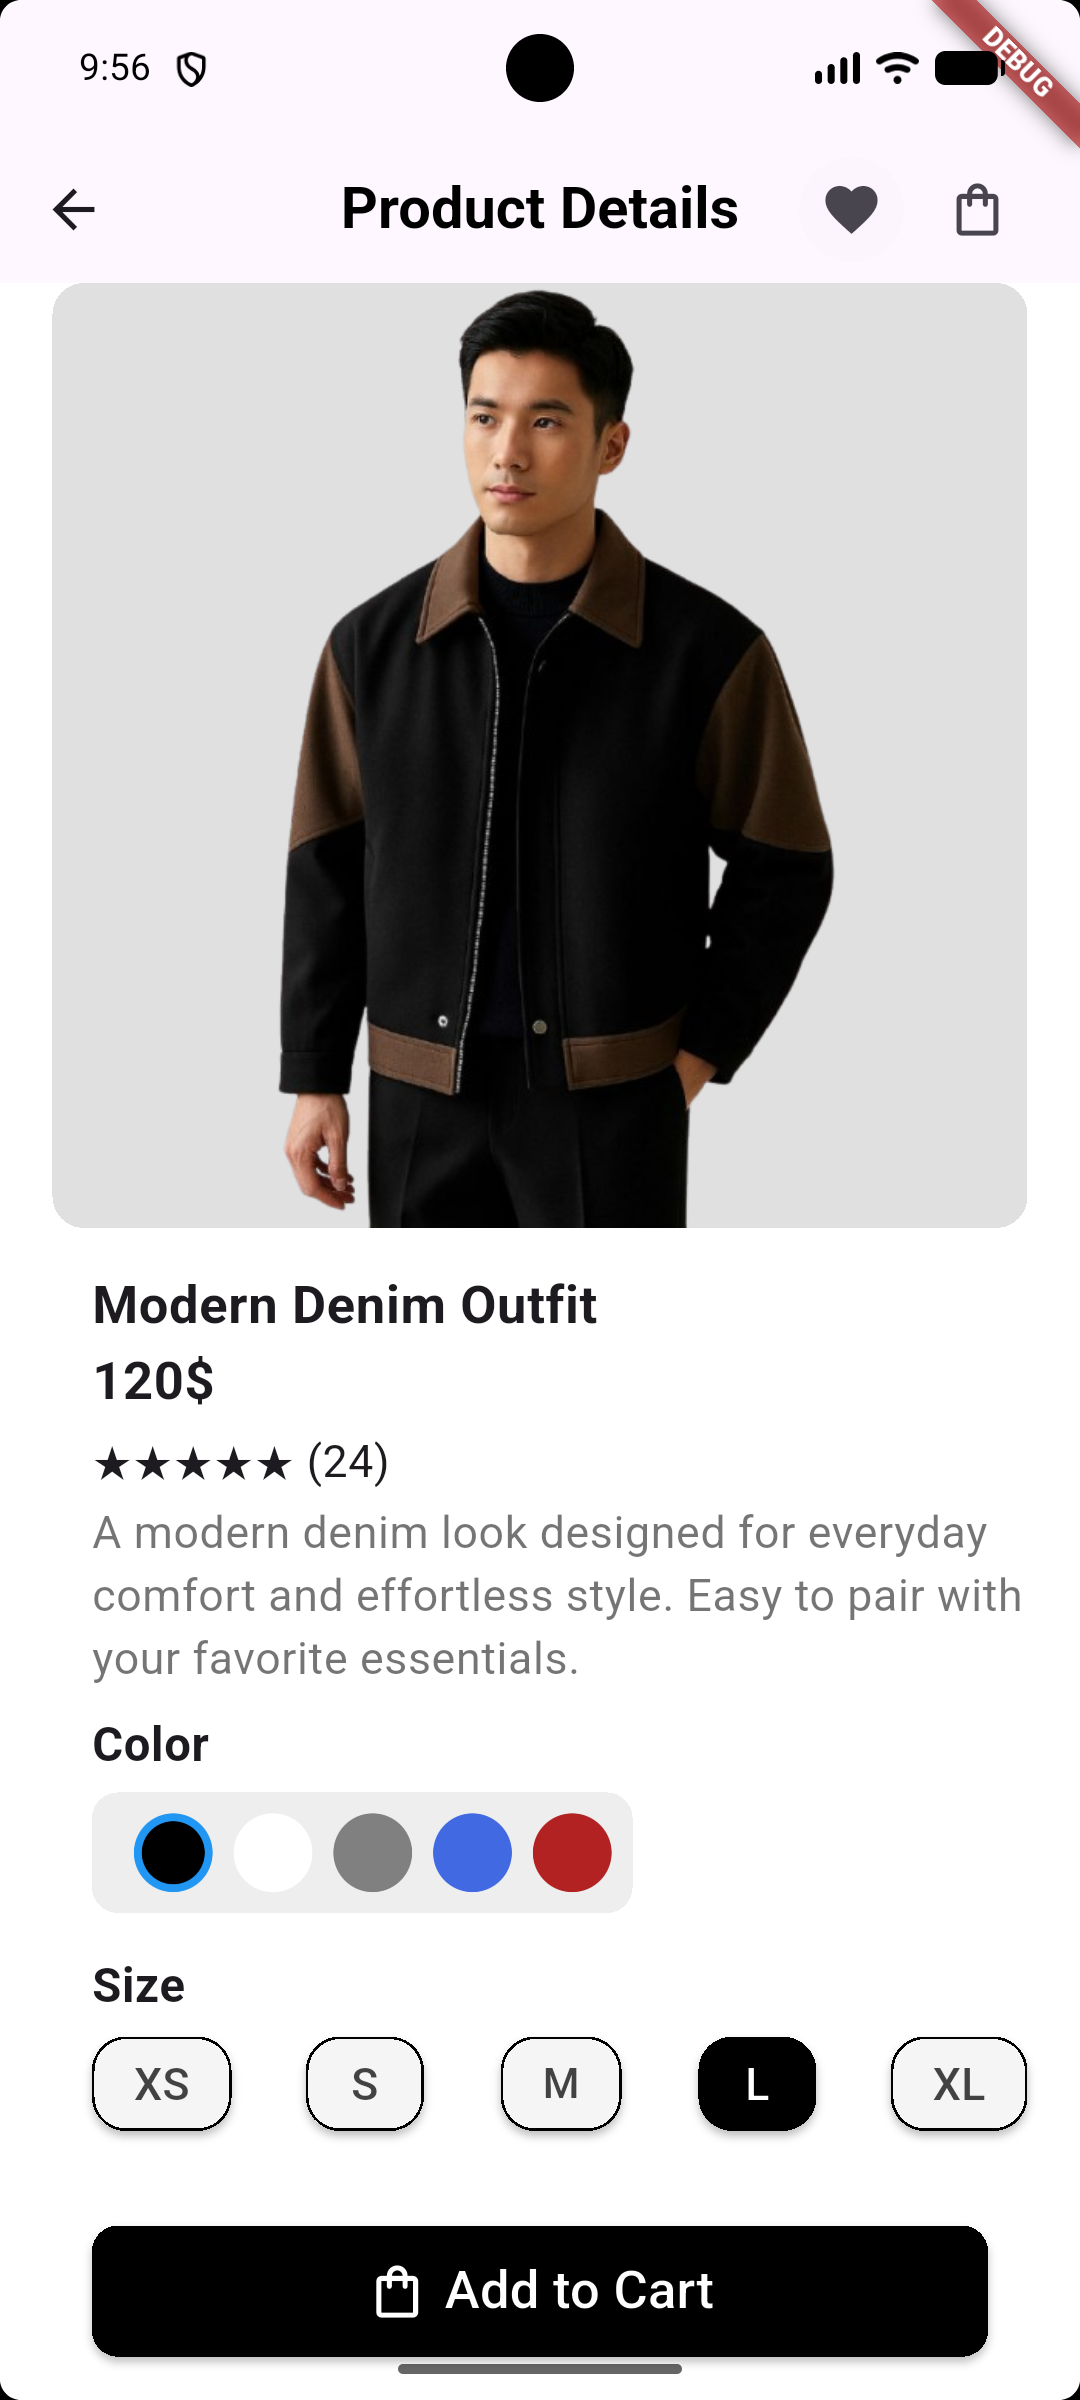 9:56
DEBUG
Product Details
Modern Denim Outfit
120$
★★★★★ (24)
A modern denim look designed for everyday
comfort and effortless style. Easy to pair with
your favorite essentials.
Color
Size
XS S M L XL
Add to Cart